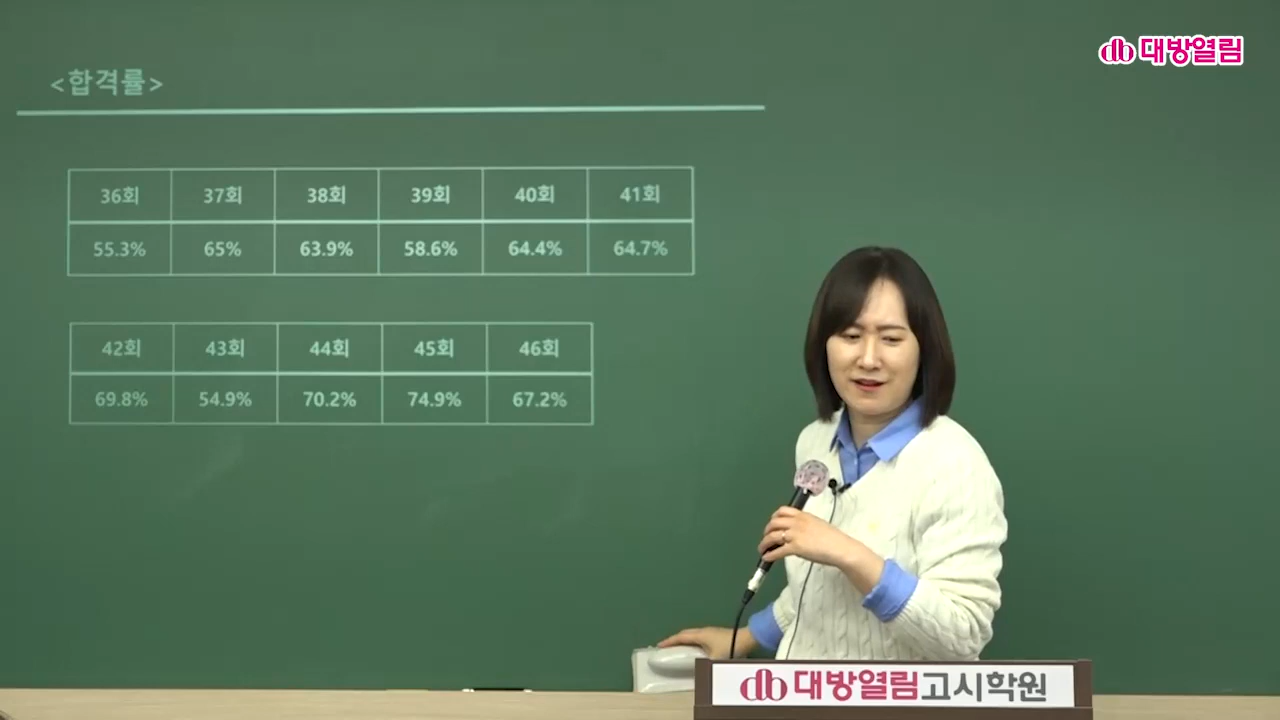 db 대방열림
<합격률>
36회 37회 38회 39회 40회 41회
55.3% 65% 63.9% 58.6% 64.4% 64.7%
42회 43회 44회 45회 46회
69.8% 54.9% 70.2% 74.9% 67.2%
db 대방열림고시학원